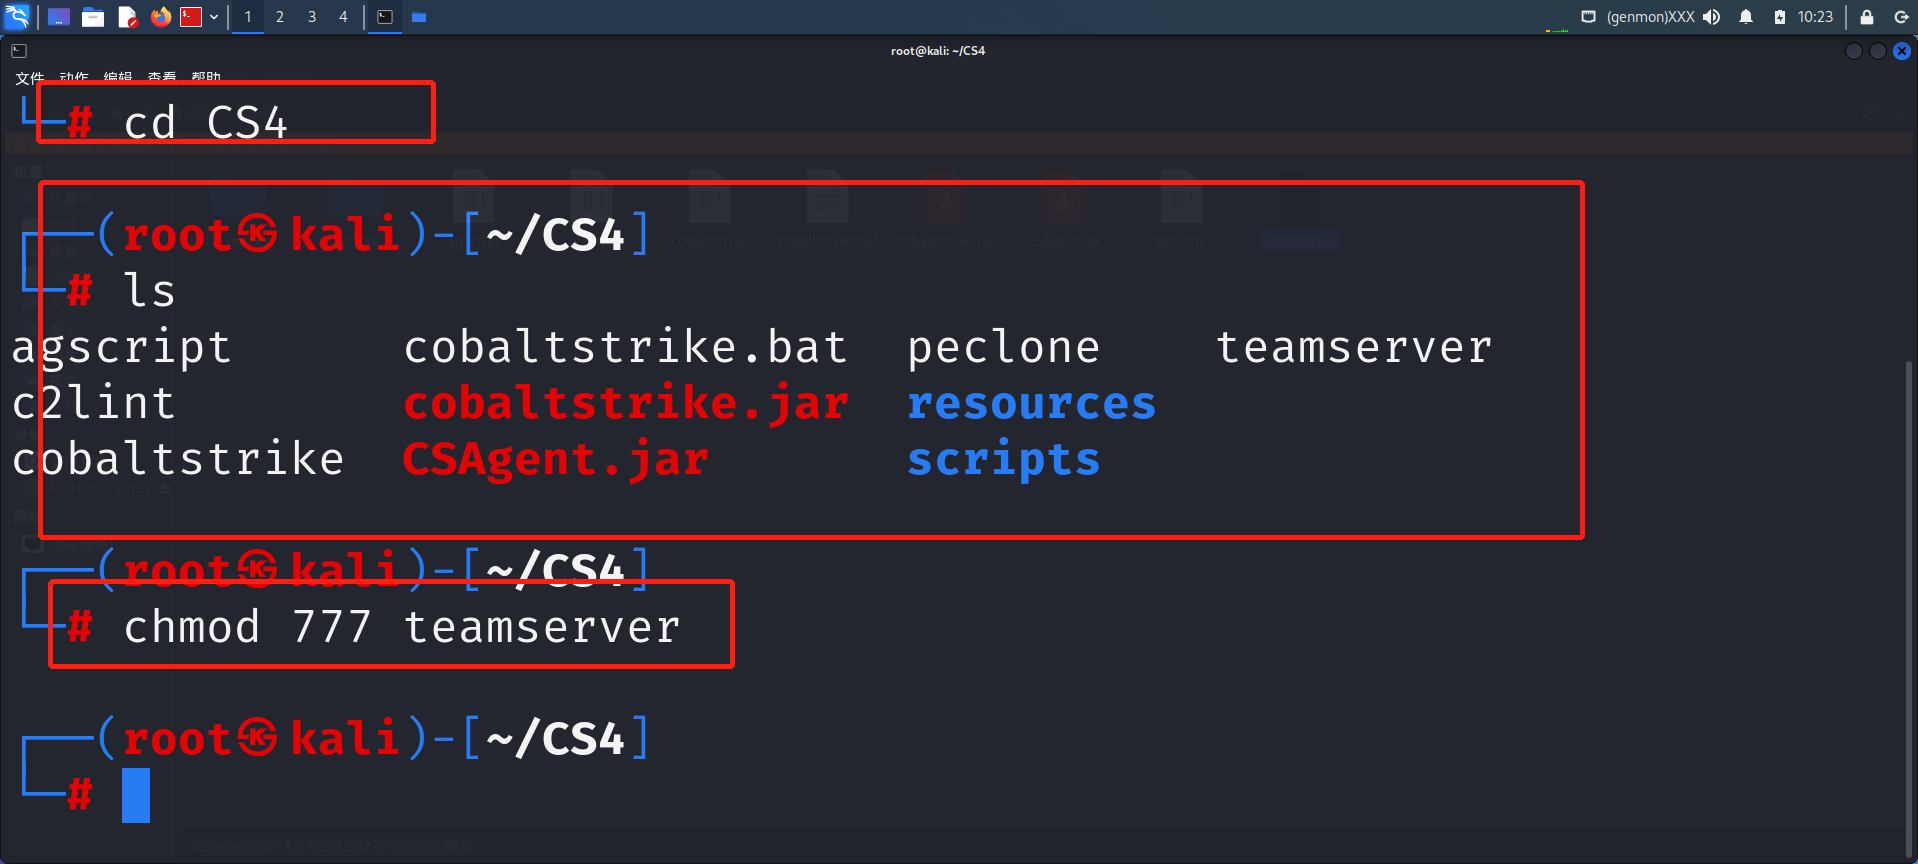 1 2 3 4 (genmon)XXX 10:23
root@kali: ~/CS4
文件 动作 编辑 查看 帮助
# cd CS4
(root㉿kali)-[~/CS4]
# ls
agscript cobaltstrike.bat peclone teamserver
c2lint cobaltstrike.jar resources
cobaltstrike CSAgent.jar scripts
(root㉿kali)-[~/CS4]
# chmod 777 teamserver
(root㉿kali)-[~/CS4]
#